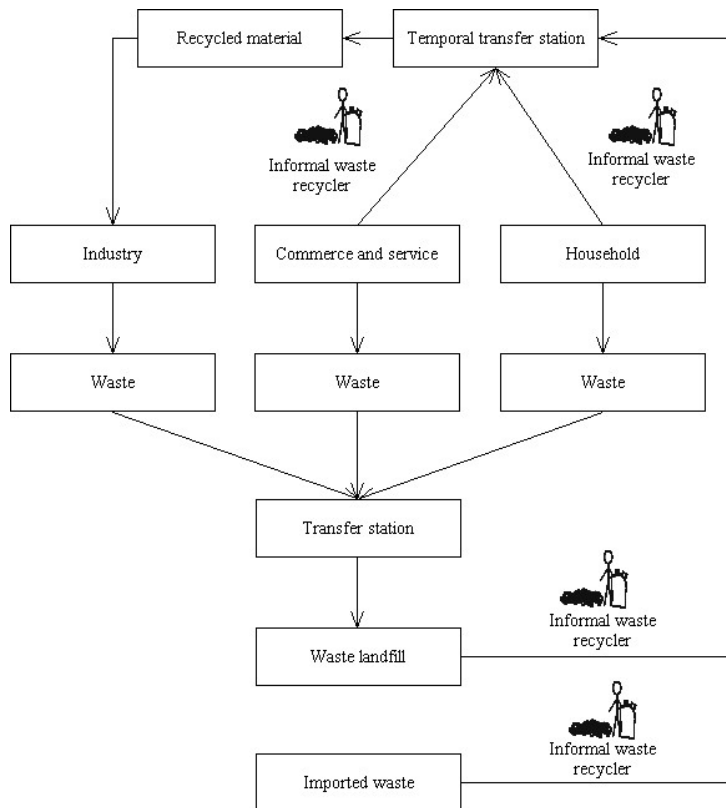 Recycled material
Temporal transfer station
Informal waste
recycler
Informal waste
recycler
Industry
Commerce and service
Household
Waste
Waste
Waste
Transfer station
Informal waste
recycler
Waste landfill
Informal waste
recycler
Imported waste